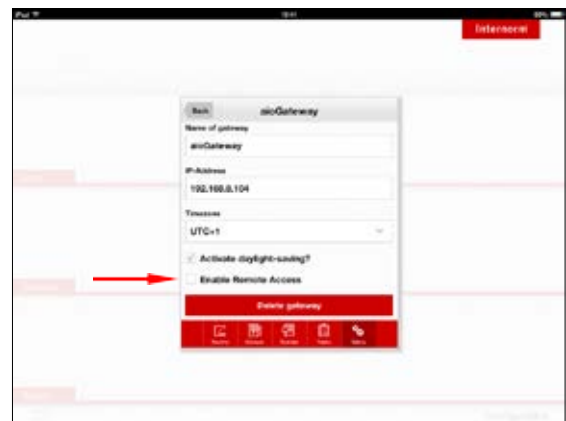 iPad
Internorm
Back
aioGateway
Name of gateway
aioGateway
IP-Address
192.168.0.104
Timezone
UTC+1
Activate daylight-saving?
Enable Remote Access
Delete gateway